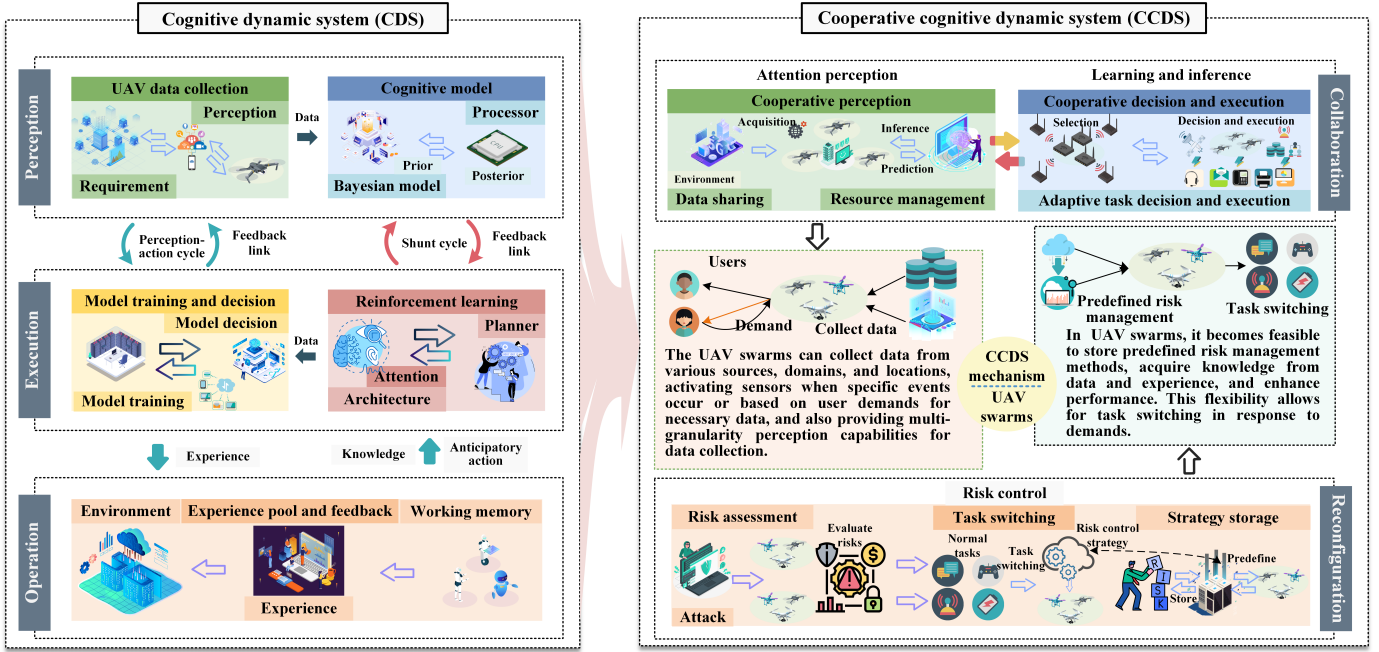 Cognitive dynamic system (CDS)
Perception
UAV data collection
Perception
Requirement
Data
Cognitive model
Processor
CPU
Prior
Posterior
Bayesian model
Perception-
action cycle
Feedback
link
Shunt cycle
Feedback
link
Execution
Model training and decision
Model decision
Model training
Data
Reinforcement learning
Planner
Attention
Architecture
Experience
Knowledge
Anticipatory
action
Operation
Environment
Experience pool and feedback
Working memory
Experience
Cooperative cognitive dynamic system (CCDS)
Collaboration
Attention perception
Learning and inference
Cooperative perception
Acquisition
Inference
Prediction
Environment
Data sharing
Resource management
Cooperative decision and execution
Selection
Decision and execution
Adaptive task decision and execution
Users
Demand
Collect data
The UAV swarms can collect data from
various sources, domains, and locations,
activating sensors when specific events
occur or based on user demands for
necessary data, and also providing multi-
granularity perception capabilities for
data collection.
CCDS
mechanism
UAV
swarms
Predefined risk
management
Task switching
In UAV swarms, it becomes feasible
to store predefined risk management
methods, acquire knowledge from
data and experience, and enhance
performance. This flexibility allows
for task switching in response to
demands.
Reconfiguration
Risk control
Risk assessment
Evaluate
risks
Attack
Task switching
Normal
tasks
Task
switching
Risk control
strategy
Strategy storage
Predefine
R
I
S
K
Store